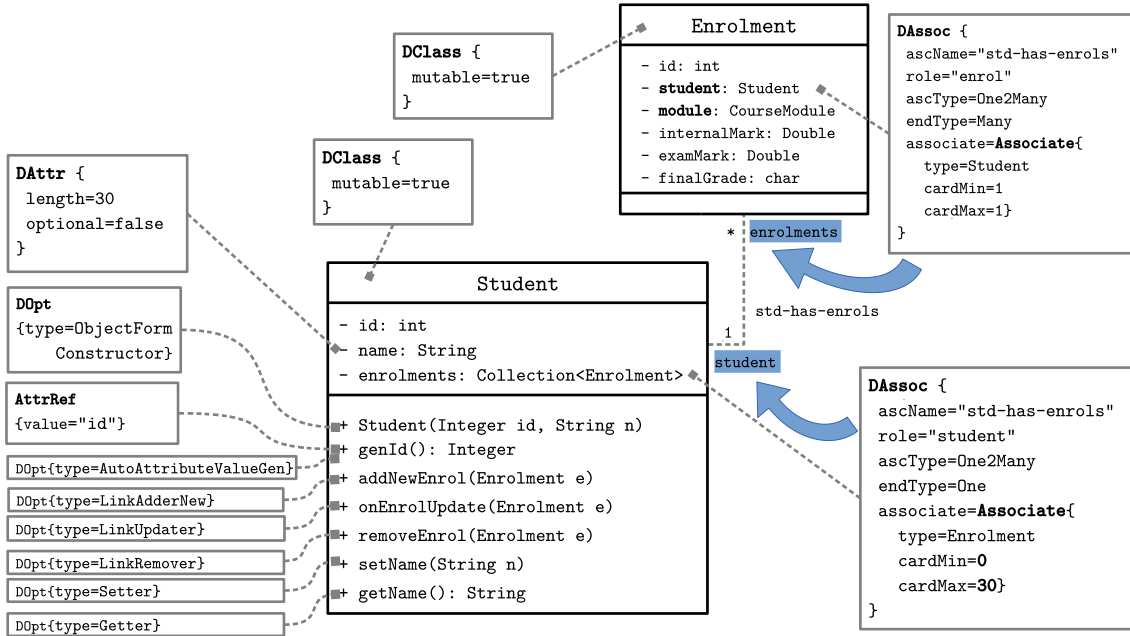 Enrolment
- id: int
- student: Student
- module: CourseModule
- internalMark: Double
- examMark: Double
- finalGrade: char
DClass {
mutable=true
}
DAssoc {
ascName="std-has-enrols"
role="enrol"
ascType=One2Many
endType=Many
associate=Associate{
type=Student
cardMin=1
cardMax=1}
}
DClass {
mutable=true
}
DAttr {
length=30
optional=false
}
* enrolments
std-has-enrols
1
student
Student
- id: int
- name: String
- enrolments: Collection<Enrolment>
+ Student(Integer id, String n)
+ genId(): Integer
+ addNewEnrol(Enrolment e)
+ onEnrolUpdate(Enrolment e)
+ removeEnrol(Enrolment e)
+ setName(String n)
+ getName(): String
DOpt
{type=ObjectForm
Constructor}
AttrRef
{value="id"}
DOpt{type=AutoAttributeValueGen}
DOpt{type=LinkAdderNew}
DOpt{type=LinkUpdater}
DOpt{type=LinkRemover}
DOpt{type=Setter}
DOpt{type=Getter}
DAssoc {
ascName="std-has-enrols"
role="student"
ascType=One2Many
endType=One
associate=Associate{
type=Enrolment
cardMin=0
cardMax=30}
}